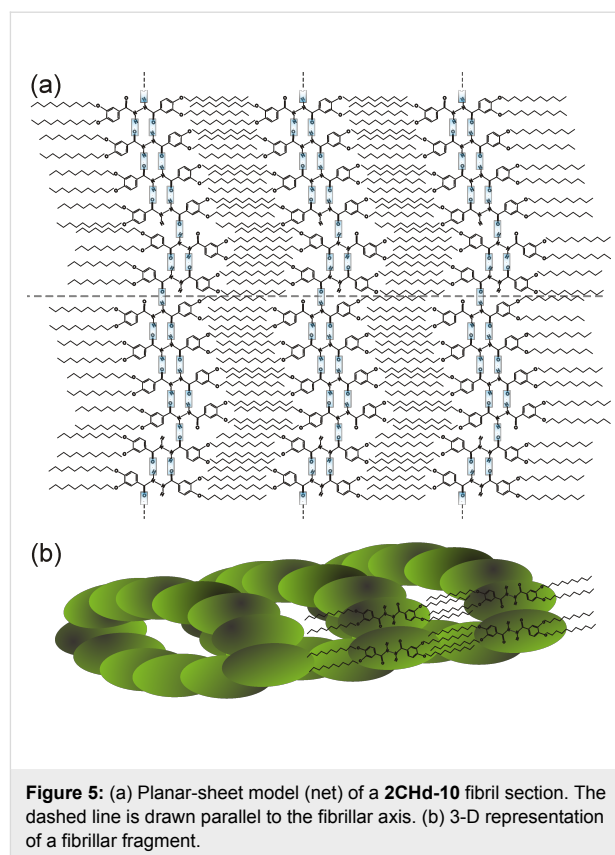 (a)
(b)
Figure 5: (a) Planar-sheet model (net) of a 2CHd-10 fibril section. The
dashed line is drawn parallel to the fibrillar axis. (b) 3-D representation
of a fibrillar fragment.